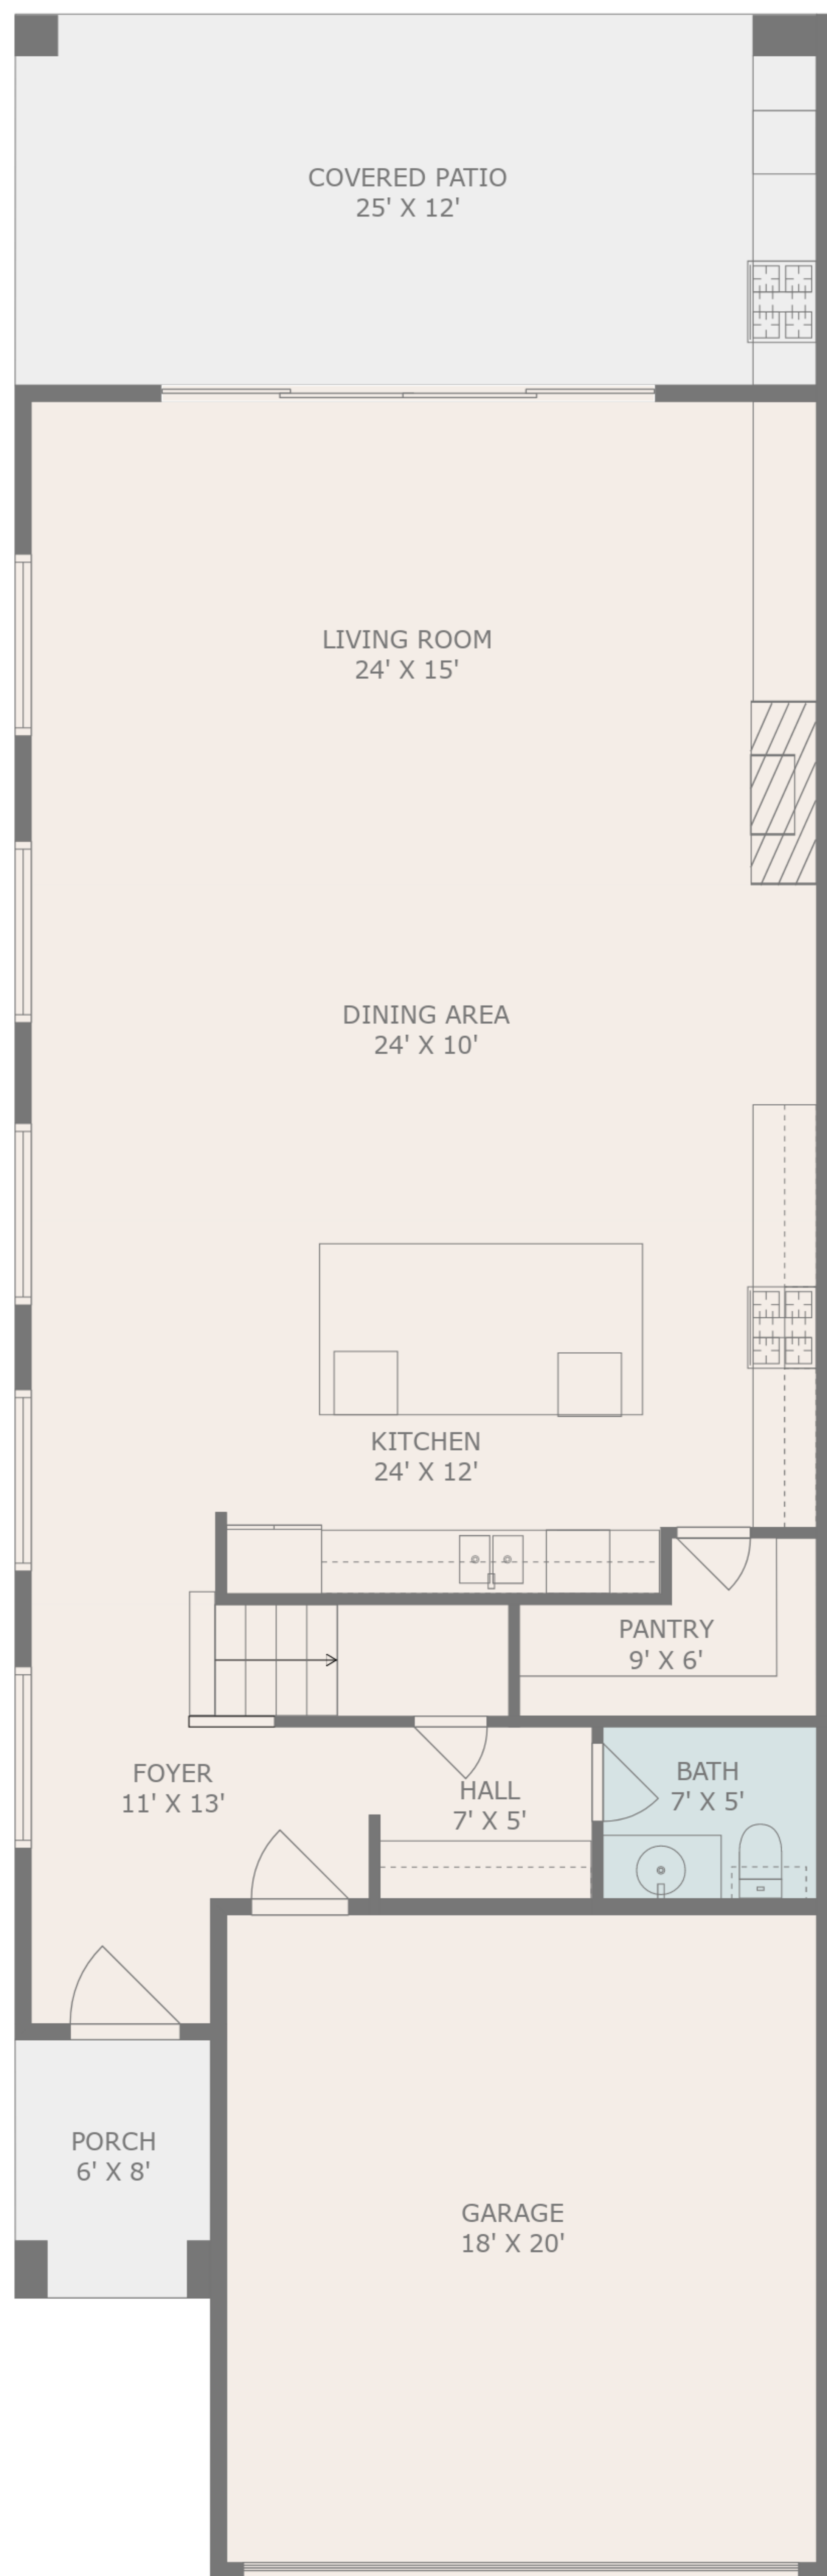 COVERED PATIO
25' X 12'
LIVING ROOM
24' X 15'
DINING AREA
24' X 10'
KITCHEN
24' X 12'
PANTRY
9' X 6'
FOYER
11' X 13'
HALL
7' X 5'
BATH
7' X 5'
PORCH
6' X 8'
GARAGE
18' X 20'